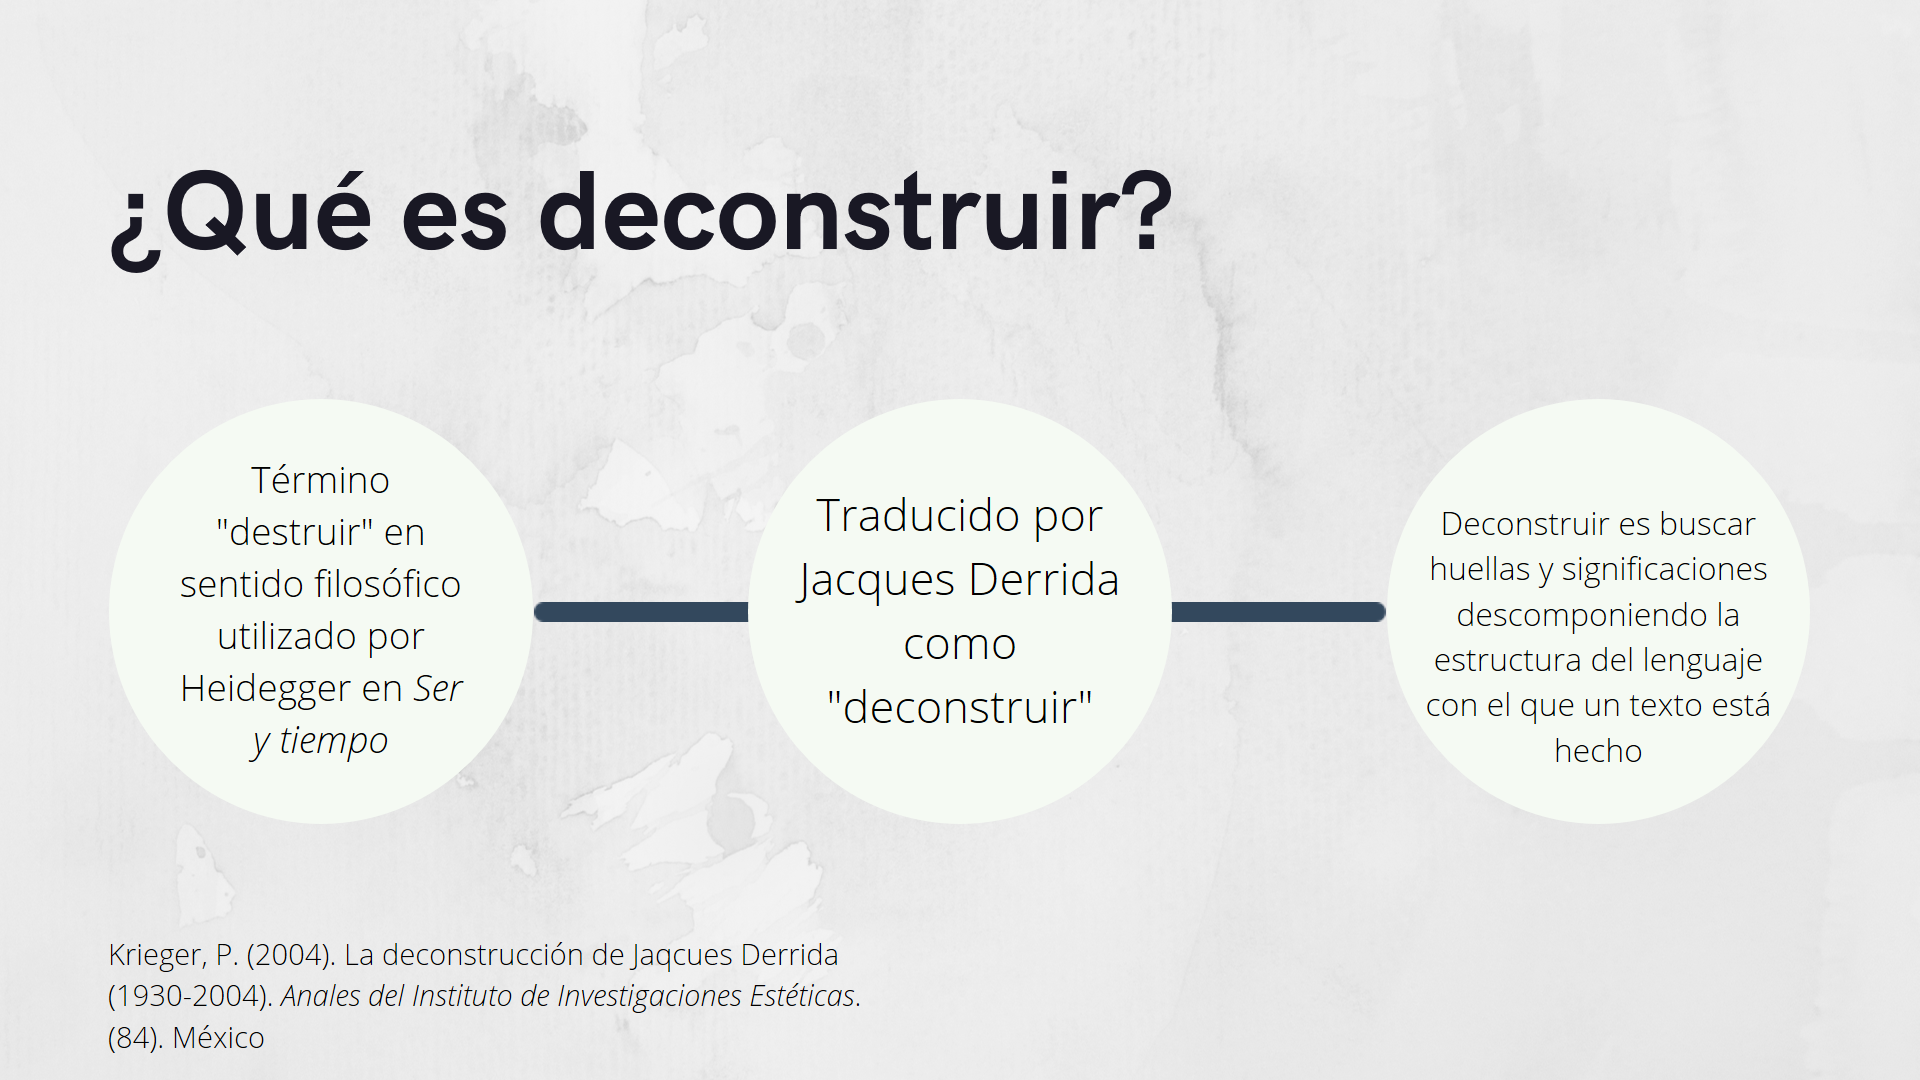 ¿Qué es deconstruir?
Término
"destruir" en
sentido filosófico
utilizado por
Heidegger en Ser
y tiempo
Traducido por
Jacques Derrida
como
"deconstruir"
Deconstruir es buscar
huellas y significaciones
descomponiendo la
estructura del lenguaje
con el que un texto está
hecho
Krieger, P. (2004). La deconstrucción de Jaqcues Derrida
(1930-2004). Anales del Instituto de Investigaciones Estéticas.
(84). México